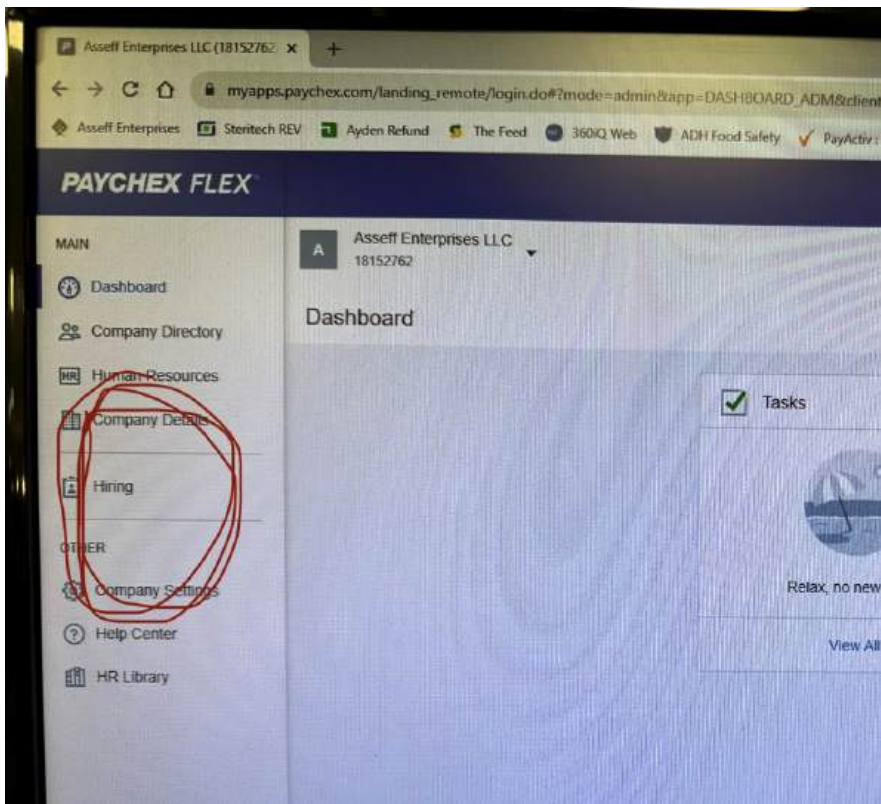 Asseff Enterprises LLC (18152762
myapps.paychex.com/landing_remote/login.do#?mode=admin&app=DASHBOARD_ADM&client
Asseff Enterprises Steritech REV Ayden Refund The Feed 360iQ Web ADH Food Safety PayActiv:
PAYCHEX FLEX
MAIN
A Asseff Enterprises LLC
18152762
Dashboard
Dashboard
Company Directory
HR Human Resources
Company Details
Tasks
Hiring
OTHER
Company Settings
Relax, no new
Help Center
View All
HR Library